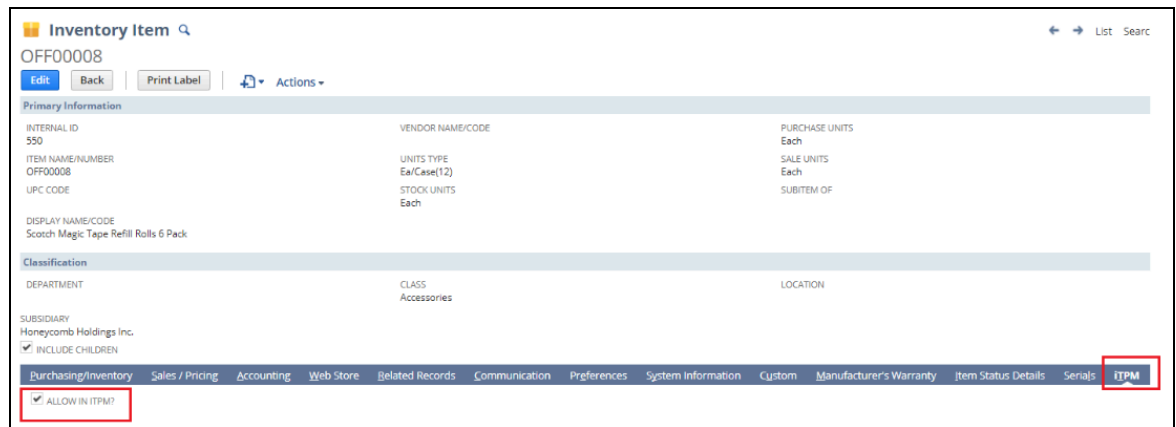 Inventory Item
List Searc
OFF00008
Edit Back Print Label Actions
Primary Information
INTERNAL ID VENDOR NAME/CODE PURCHASE UNITS
550 Each
ITEM NAME/NUMBER UNITS TYPE SALE UNITS
OFF00008 Ea/Case(12) Each
UPC CODE STOCK UNITS SUBITEM OF
Each
DISPLAY NAME/CODE
Scotch Magic Tape Refill Rolls 6 Pack
Classification
DEPARTMENT CLASS LOCATION
Accessories
SUBSIDIARY
Honeycomb Holdings Inc.
INCLUDE CHILDREN
Purchasing/Inventory Sales / Pricing Accounting Web Store Related Records Communication Preferences System Information Custom Manufacturer's Warranty Item Status Details Serials iTPM
ALLOW IN ITPM?